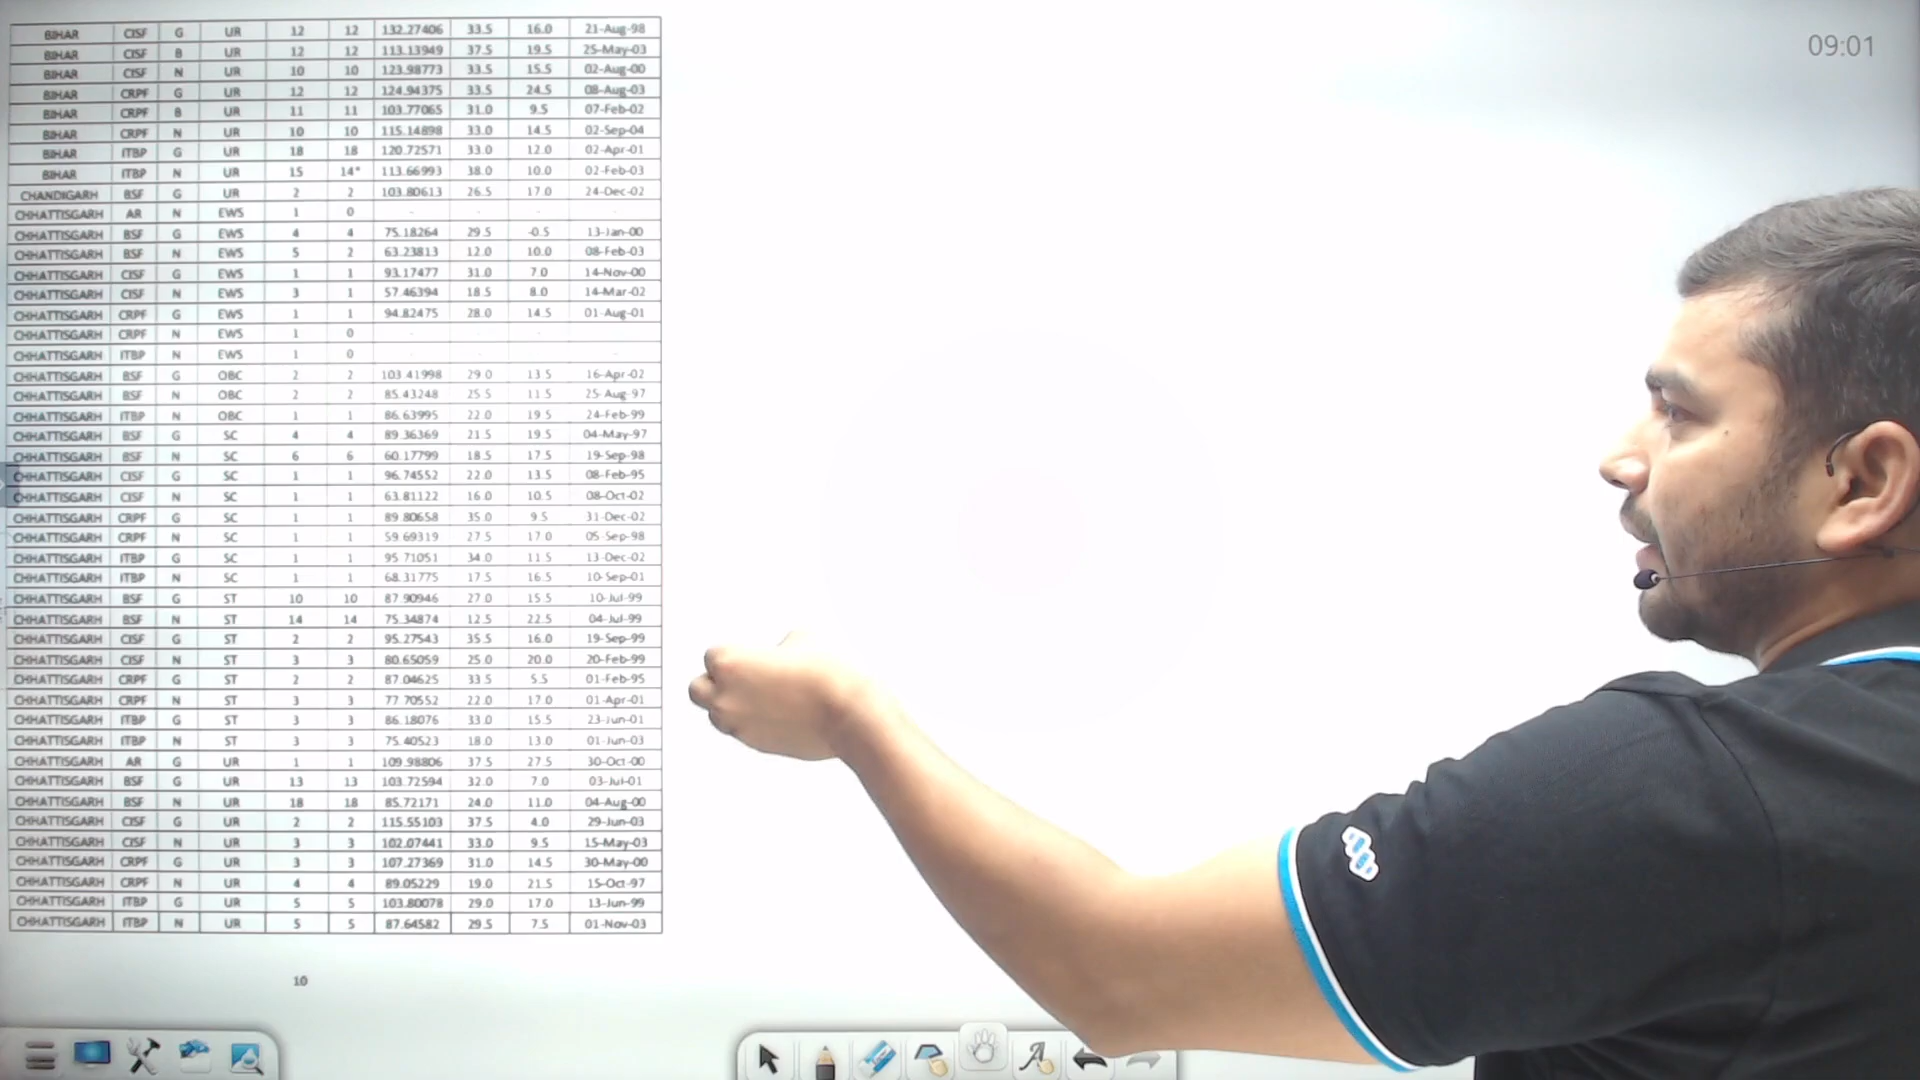 09:01
BIHAR CISF G UR 12 12 132.27406 33.5 16.0 21-Aug-98
BIHAR CISF B UR 12 12 113.13949 37.5 19.5 25-May-03
BIHAR CISF N UR 10 10 123.98773 33.5 15.5 02-Aug-00
BIHAR CRPF G UR 12 12 124.94375 33.5 24.5 08-Aug-03
BIHAR CRPF B UR 11 11 103.77065 31.0 9.5 07-Feb-02
BIHAR CRPF N UR 10 10 115.14898 33.0 14.5 02-Sep-04
BIHAR ITBP G UR 18 18 120.72571 33.0 12.0 02-Apr-01
BIHAR ITBP N UR 15 14* 113.66993 38.0 10.0 02-Feb-03
CHANDIGARH BSF G UR 2 2 103.80613 26.5 17.0 24-Dec-02
CHHATTISGARH AR N EWS 1 0 - - - -
CHHATTISGARH BSF G EWS 4 4 75.18264 29.5 -0.5 13-Jan-00
CHHATTISGARH BSF N EWS 5 2 63.23813 12.0 10.0 08-Feb-03
CHHATTISGARH CISF G EWS 1 1 93.17477 31.0 7.0 14-Nov-00
CHHATTISGARH CISF N EWS 3 1 57.46394 18.5 8.0 14-Mar-02
CHHATTISGARH CRPF G EWS 1 1 94.82475 28.0 14.5 01-Aug-01
CHHATTISGARH CRPF N EWS 1 0 - - - -
CHHATTISGARH ITBP N EWS 1 0 - - - -
CHHATTISGARH BSF G OBC 2 2 103.41998 29.0 13.5 16-Apr-02
CHHATTISGARH BSF N OBC 2 2 85.43248 25.5 11.5 25-Aug-97
CHHATTISGARH ITBP N OBC 1 1 86.63995 22.0 19.5 24-Feb-99
CHHATTISGARH BSF G SC 4 4 89.36369 21.5 19.5 04-May-97
CHHATTISGARH BSF N SC 6 6 60.17799 18.5 17.5 19-Sep-98
CHHATTISGARH CISF G SC 1 1 96.74552 22.0 13.5 08-Feb-95
CHHATTISGARH CISF N SC 1 1 63.81122 16.0 10.5 08-Oct-02
CHHATTISGARH CRPF G SC 1 1 89.80658 35.0 9.5 31-Dec-02
CHHATTISGARH CRPF N SC 1 1 59.69319 27.5 17.0 05-Sep-98
CHHATTISGARH ITBP G SC 1 1 95.71051 34.0 11.5 13-Dec-02
CHHATTISGARH ITBP N SC 1 1 68.31775 17.5 16.5 10-Sep-01
CHHATTISGARH BSF G ST 10 10 87.90946 27.0 15.5 10-Jul-99
CHHATTISGARH BSF N ST 14 14 75.34874 12.5 22.5 04-Jul-99
CHHATTISGARH CISF G ST 2 2 95.27543 35.5 16.0 19-Sep-99
CHHATTISGARH CISF N ST 3 3 80.65059 25.0 20.0 20-Feb-99
CHHATTISGARH CRPF G ST 2 2 87.04625 33.5 5.5 01-Feb-95
CHHATTISGARH CRPF N ST 3 3 77.70552 22.0 17.0 01-Apr-01
CHHATTISGARH ITBP G ST 3 3 86.18076 33.0 15.5 23-Jun-01
CHHATTISGARH ITBP N ST 3 3 75.40523 18.0 13.0 01-Jun-03
CHHATTISGARH AR G UR 1 1 109.98806 37.5 27.5 30-Oct-00
CHHATTISGARH BSF G UR 13 13 103.72594 32.0 7.0 03-Jul-01
CHHATTISGARH BSF N UR 18 18 85.72171 24.0 11.0 04-Aug-00
CHHATTISGARH CISF G UR 2 2 115.55103 37.5 4.0 29-Jun-03
CHHATTISGARH CISF N UR 3 3 102.07441 33.0 9.5 15-May-03
CHHATTISGARH CRPF G UR 3 3 107.27369 31.0 14.5 30-May-00
CHHATTISGARH CRPF N UR 4 4 89.05229 19.0 21.5 15-Oct-97
CHHATTISGARH ITBP G UR 5 5 103.80078 29.0 17.0 13-Jun-99
CHHATTISGARH ITBP N UR 5 5 87.64582 29.5 7.5 01-Nov-03
10